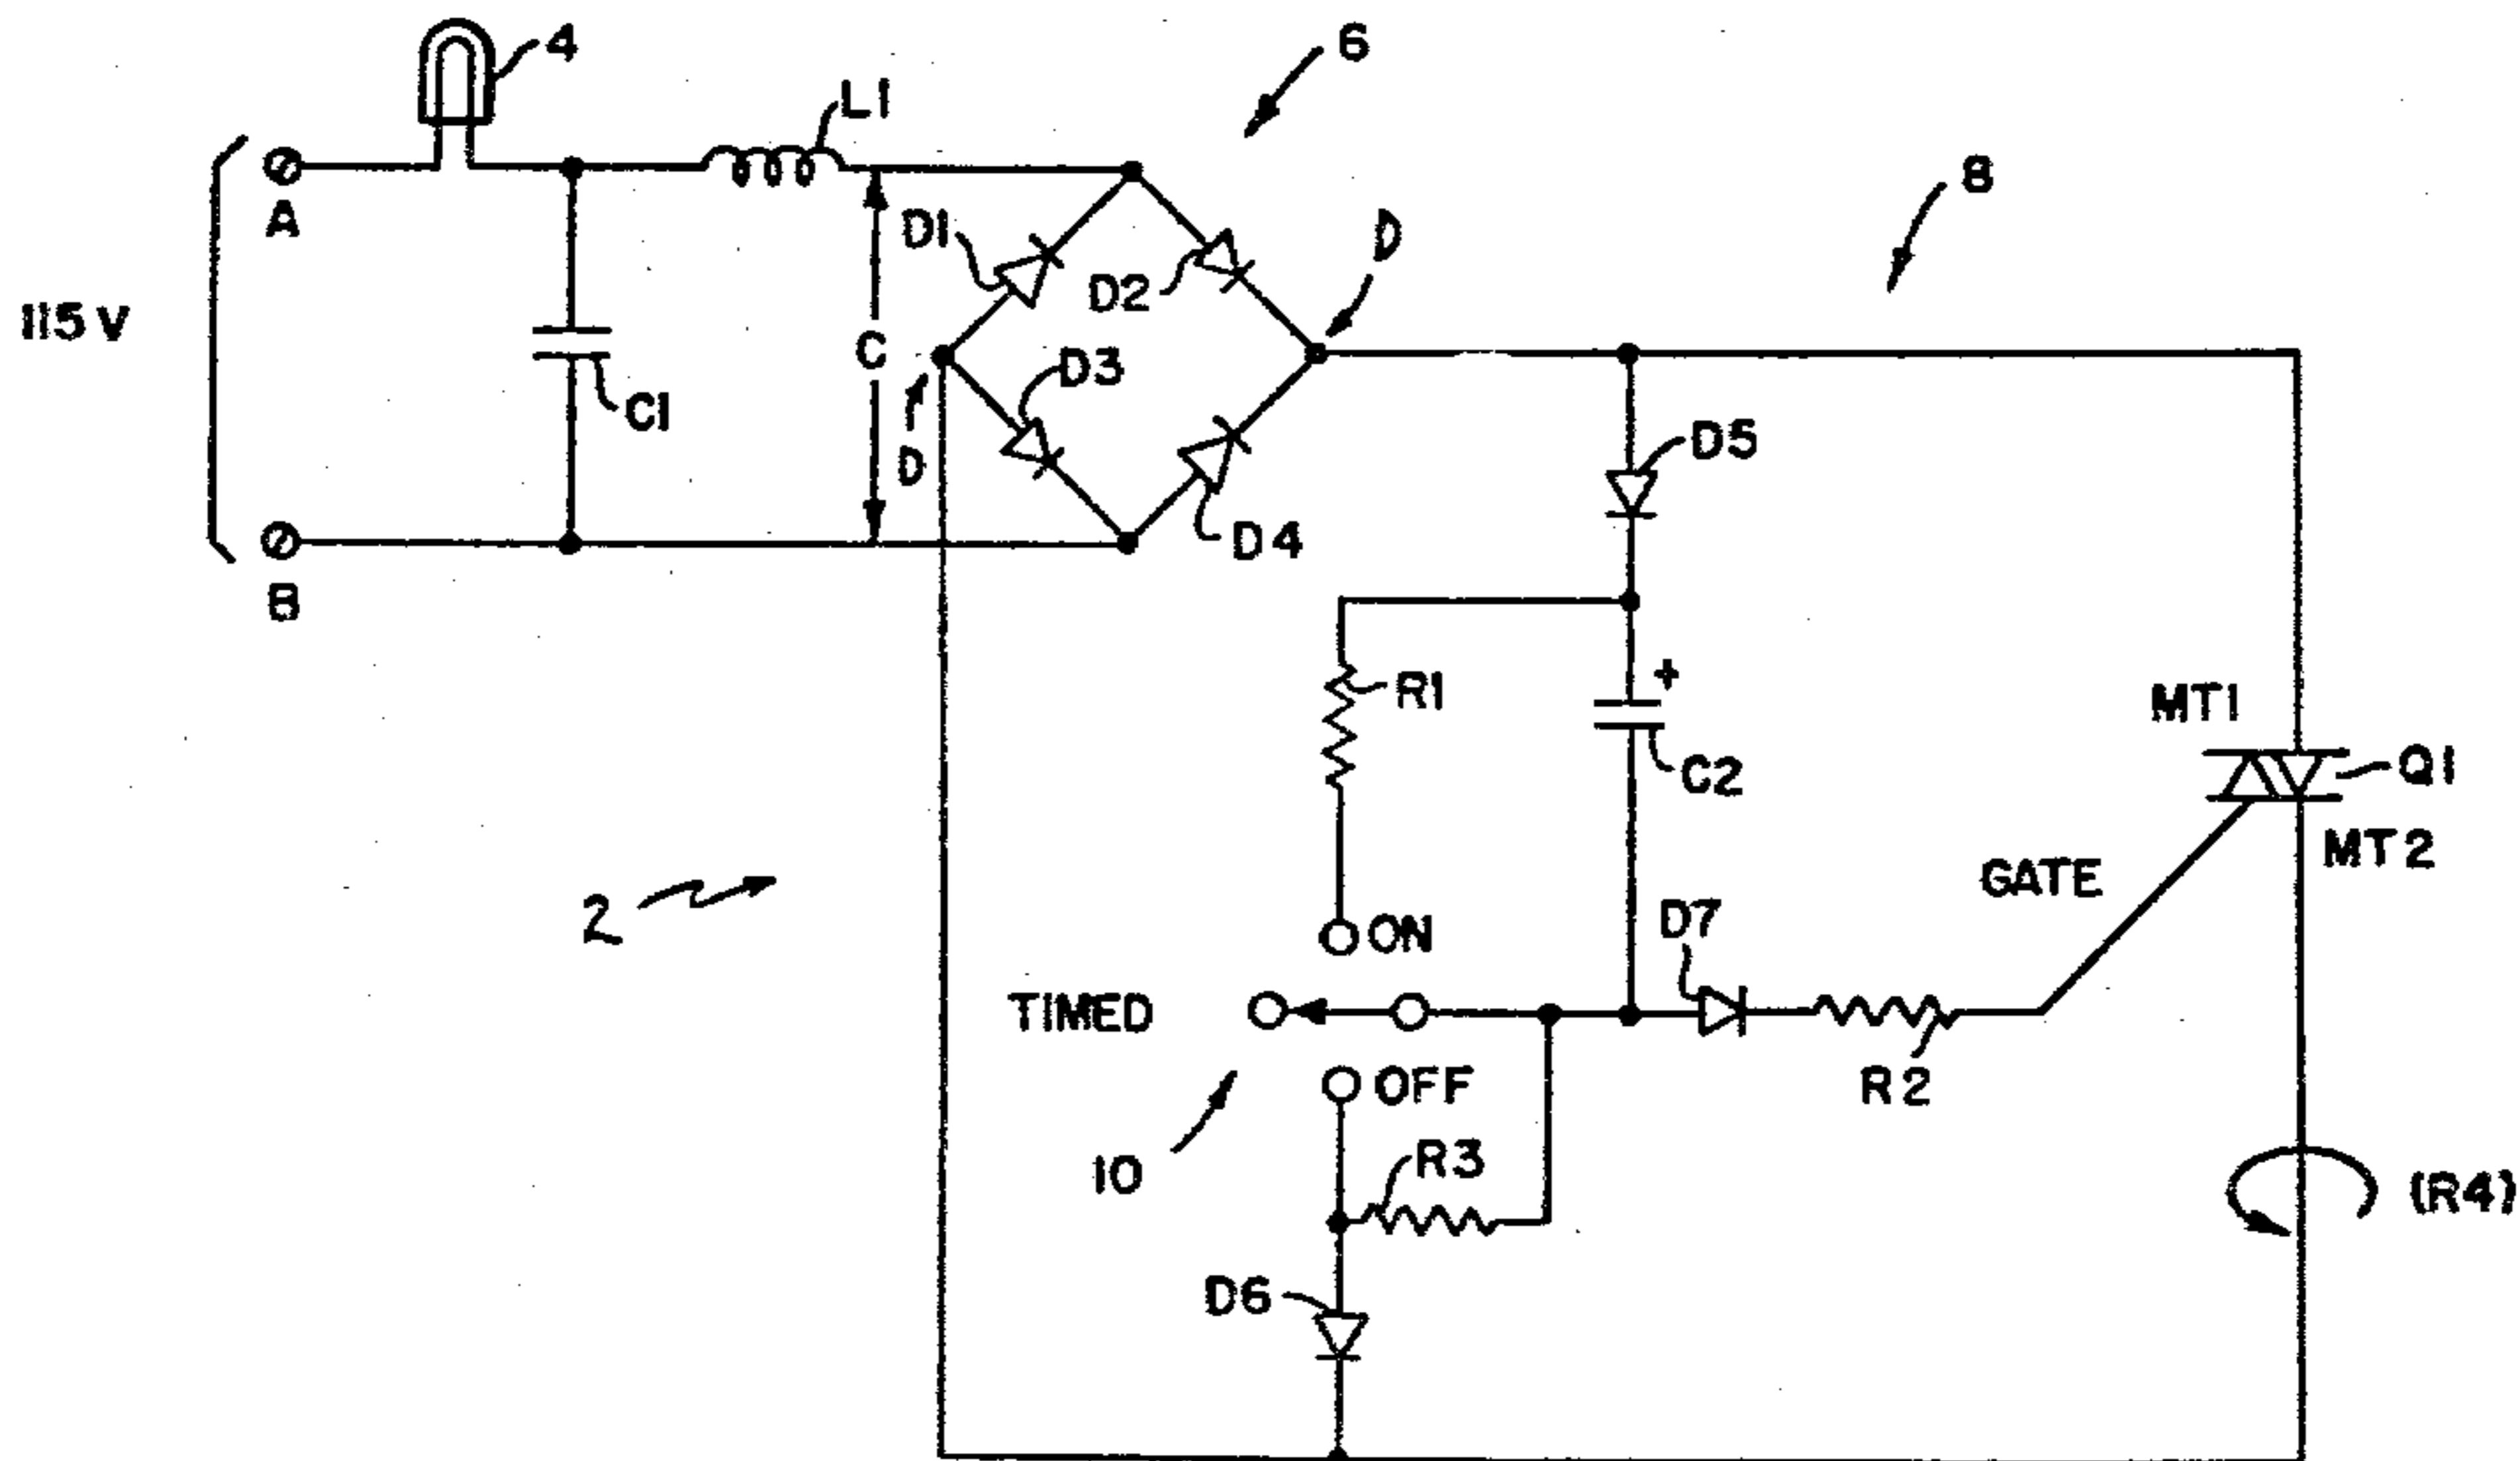 4
6
L1
8
A
D1
D
D2
115 V
C
D3
C1
D5
D
D4
B
+
R1
MT1
C2
Q1
MT2
GATE
2
D7
ON
TIMED
OFF
R2
10
R3
(R4)
D6